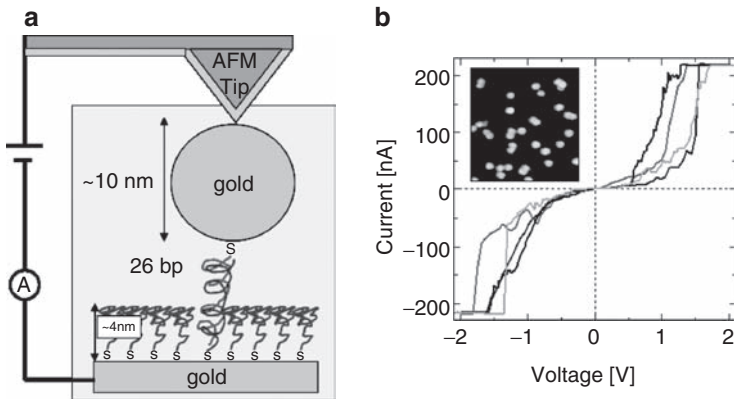 a
AFM
Tip
~10 nm
gold
S
26 bp
A
~4nm
S S S S S S S S
gold
b
200
100
0
−100
−200
Current [nA]
−2 −1 0 1 2
Voltage [V]